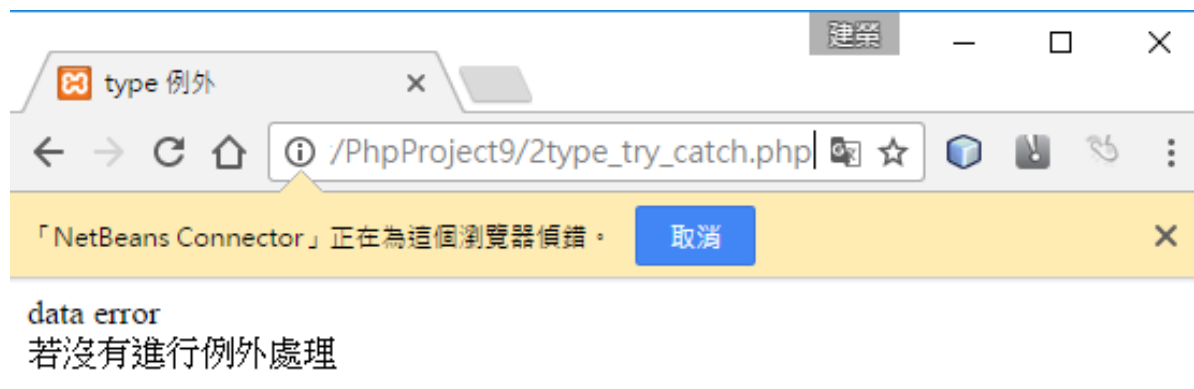 建榮
type 例外
/PhpProject9/2type_try_catch.php
「NetBeans Connector」正在為這個瀏覽器偵錯。 取消
data error
若沒有進行例外處理